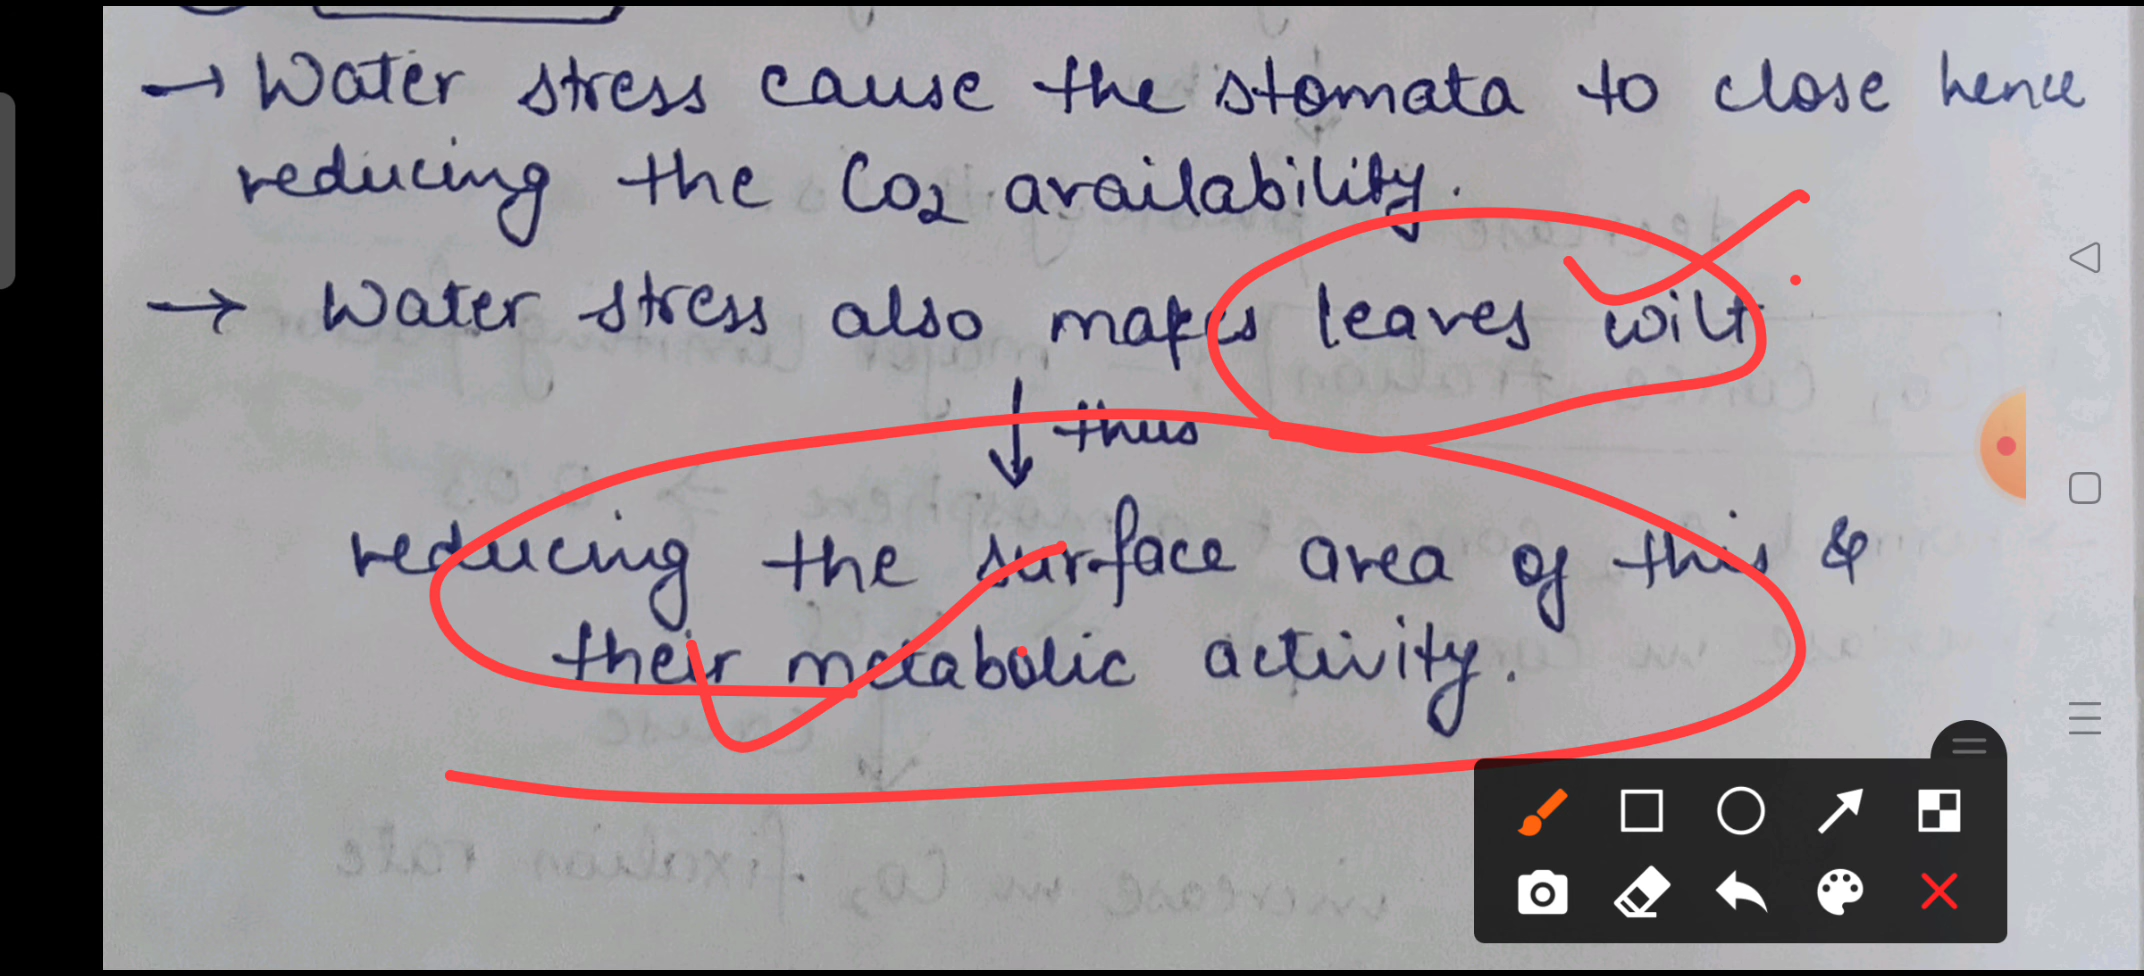 → Water stress cause the stomata to close hence
reducing the Co2 availability.
→ Water stress also makes leaves wilt
↓ thus
reducing the surface area of this &
their metabolic activity.